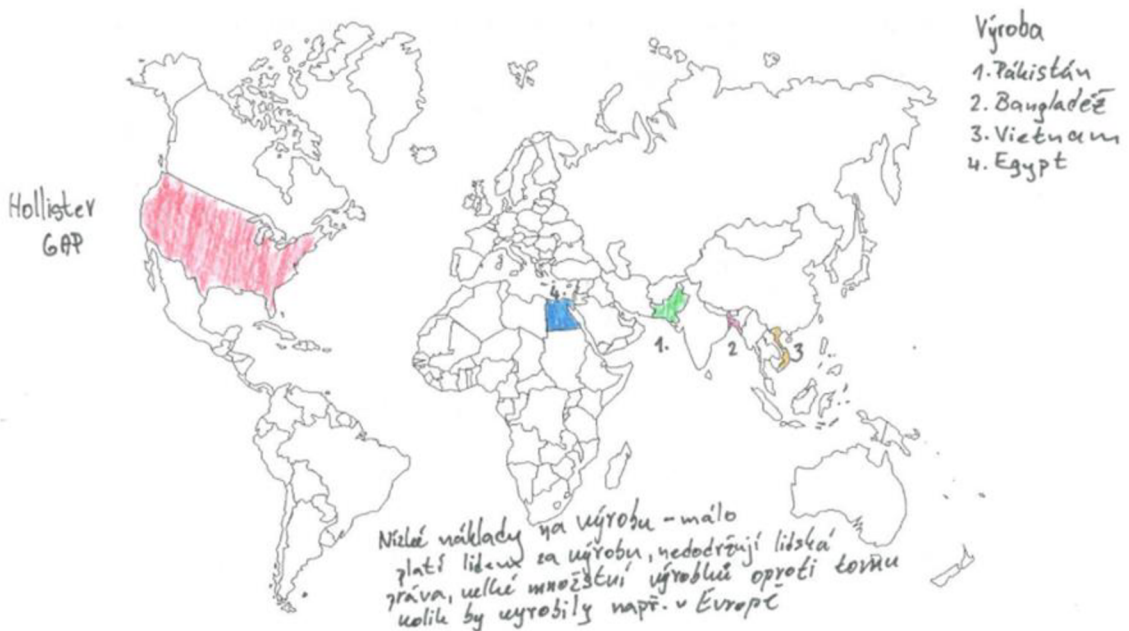 Výroba
1. Pákistán
2. Bangladéž
3. Vietnam
4. Egypt
Hollister
GAP
4.
1.
2
3
Nízké náklady na výrobu - málo
platí lidem za výrobu, nedodržují lidská
práva, velké množství výrobků oproti tomu
kolik by vyrobily např. v Evropě